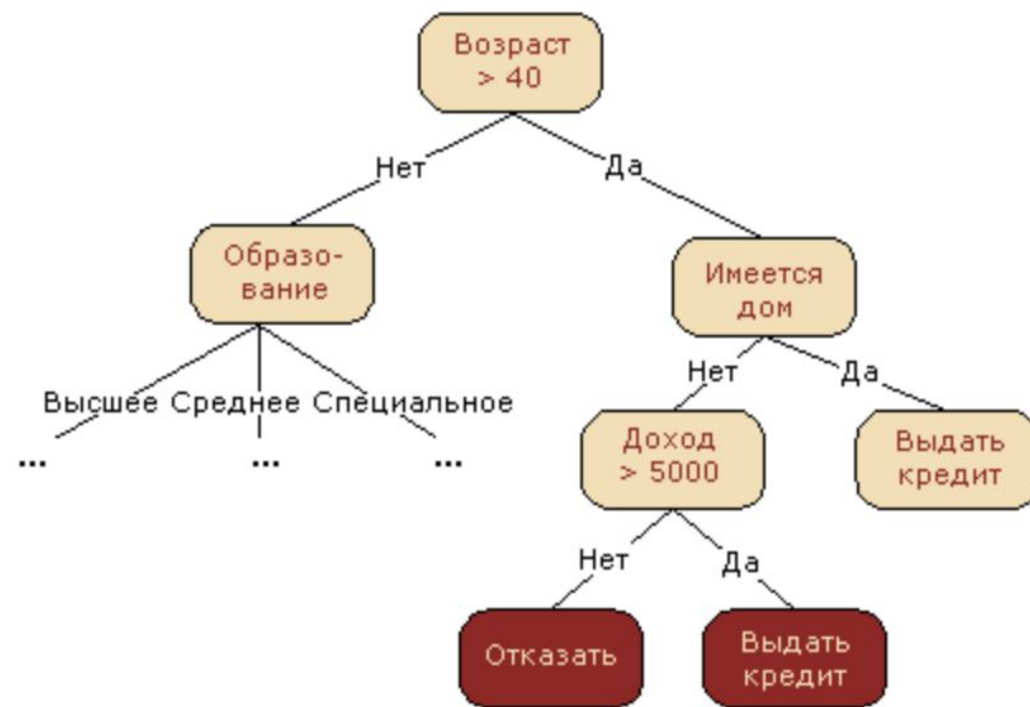 Возраст
> 40
Нет
Да
Образо-
вание
Имеется
дом
Нет
Да
Высшее Среднее Специальное
... ... ...
Доход
> 5000
Выдать
кредит
Нет
Да
Отказать
Выдать
кредит